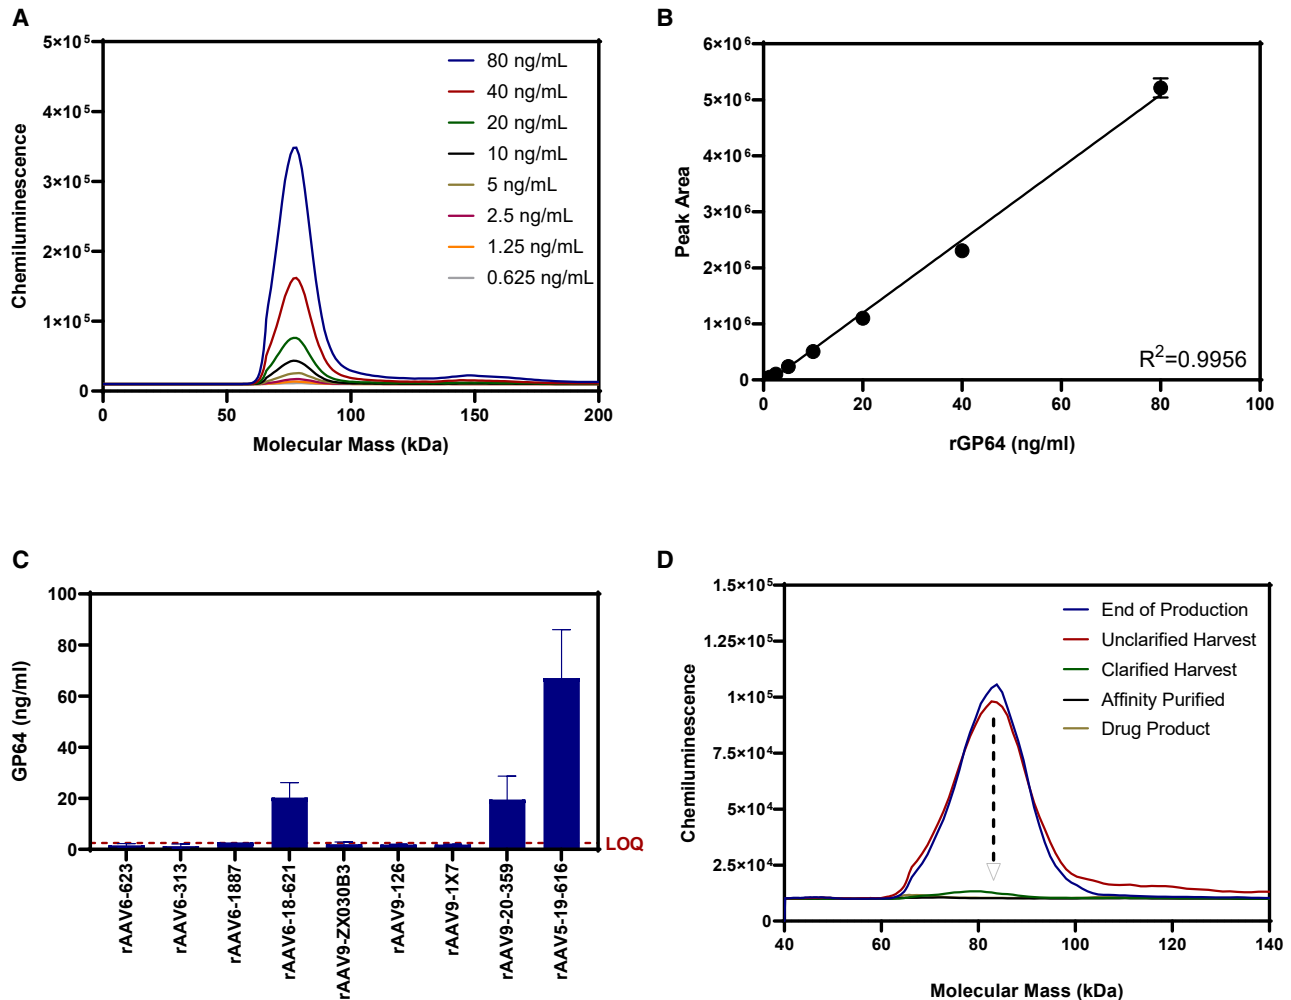 A
5×10⁵
4×10⁵
3×10⁵
2×10⁵
1×10⁵
0
0 50 100 150 200
Chemiluminescence
Molecular Mass (kDa)
80 ng/mL
40 ng/mL
20 ng/mL
10 ng/mL
5 ng/mL
2.5 ng/mL
1.25 ng/mL
0.625 ng/mL
B
6×10⁶
5×10⁶
4×10⁶
3×10⁶
2×10⁶
1×10⁶
0
0 20 40 60 80 100
Peak Area
rGP64 (ng/ml)
R²=0.9956
C
100
80
60
40
20
0
GP64 (ng/ml)
LOQ
rAAV6-623
rAAV6-313
rAAV6-1887
rAAV6-18-621
rAAV9-ZX030B3
rAAV9-126
rAAV9-1X7
rAAV9-20-359
rAAV5-19-616
D
1.5×10⁵
1.25×10⁵
1×10⁵
7.5×10⁴
5×10⁴
2.5×10⁴
0
40 60 80 100 120 140
Chemiluminescence
Molecular Mass (kDa)
End of Production
Unclarified Harvest
Clarified Harvest
Affinity Purified
Drug Product